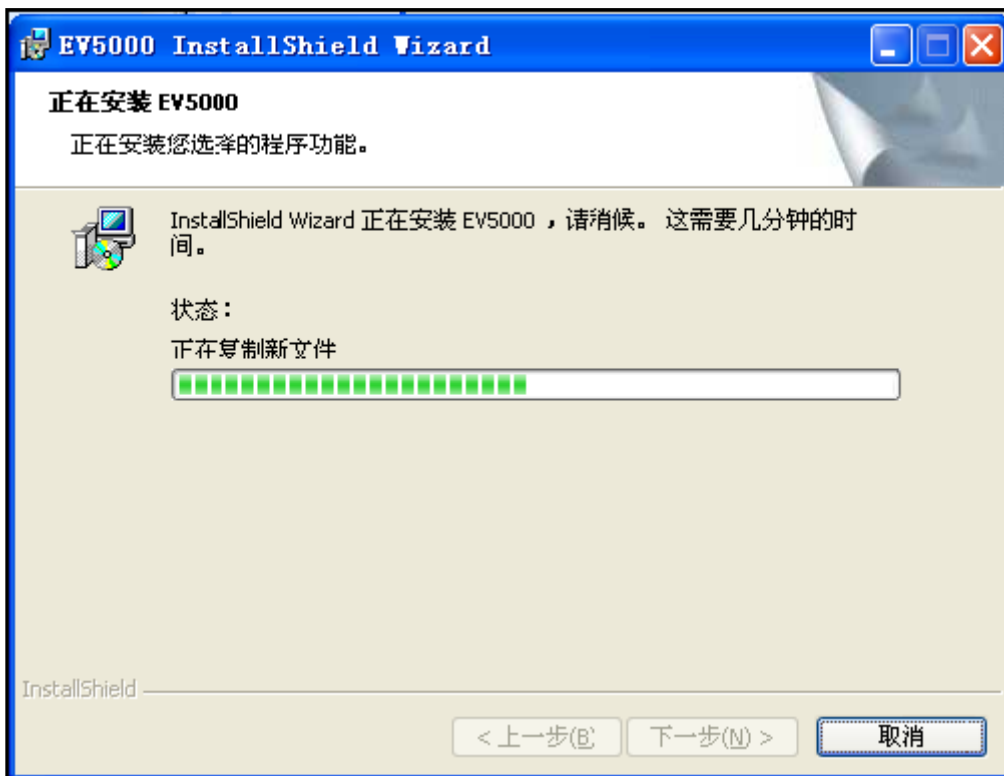 EV5000 InstallShield Wizard
正在安装 EV5000
正在安装您选择的程序功能。
InstallShield Wizard 正在安装 EV5000 ，请稍候。 这需要几分钟的时
间。
状态：
正在复制新文件
InstallShield
< 上一步(B)
下一步(N) >
取消